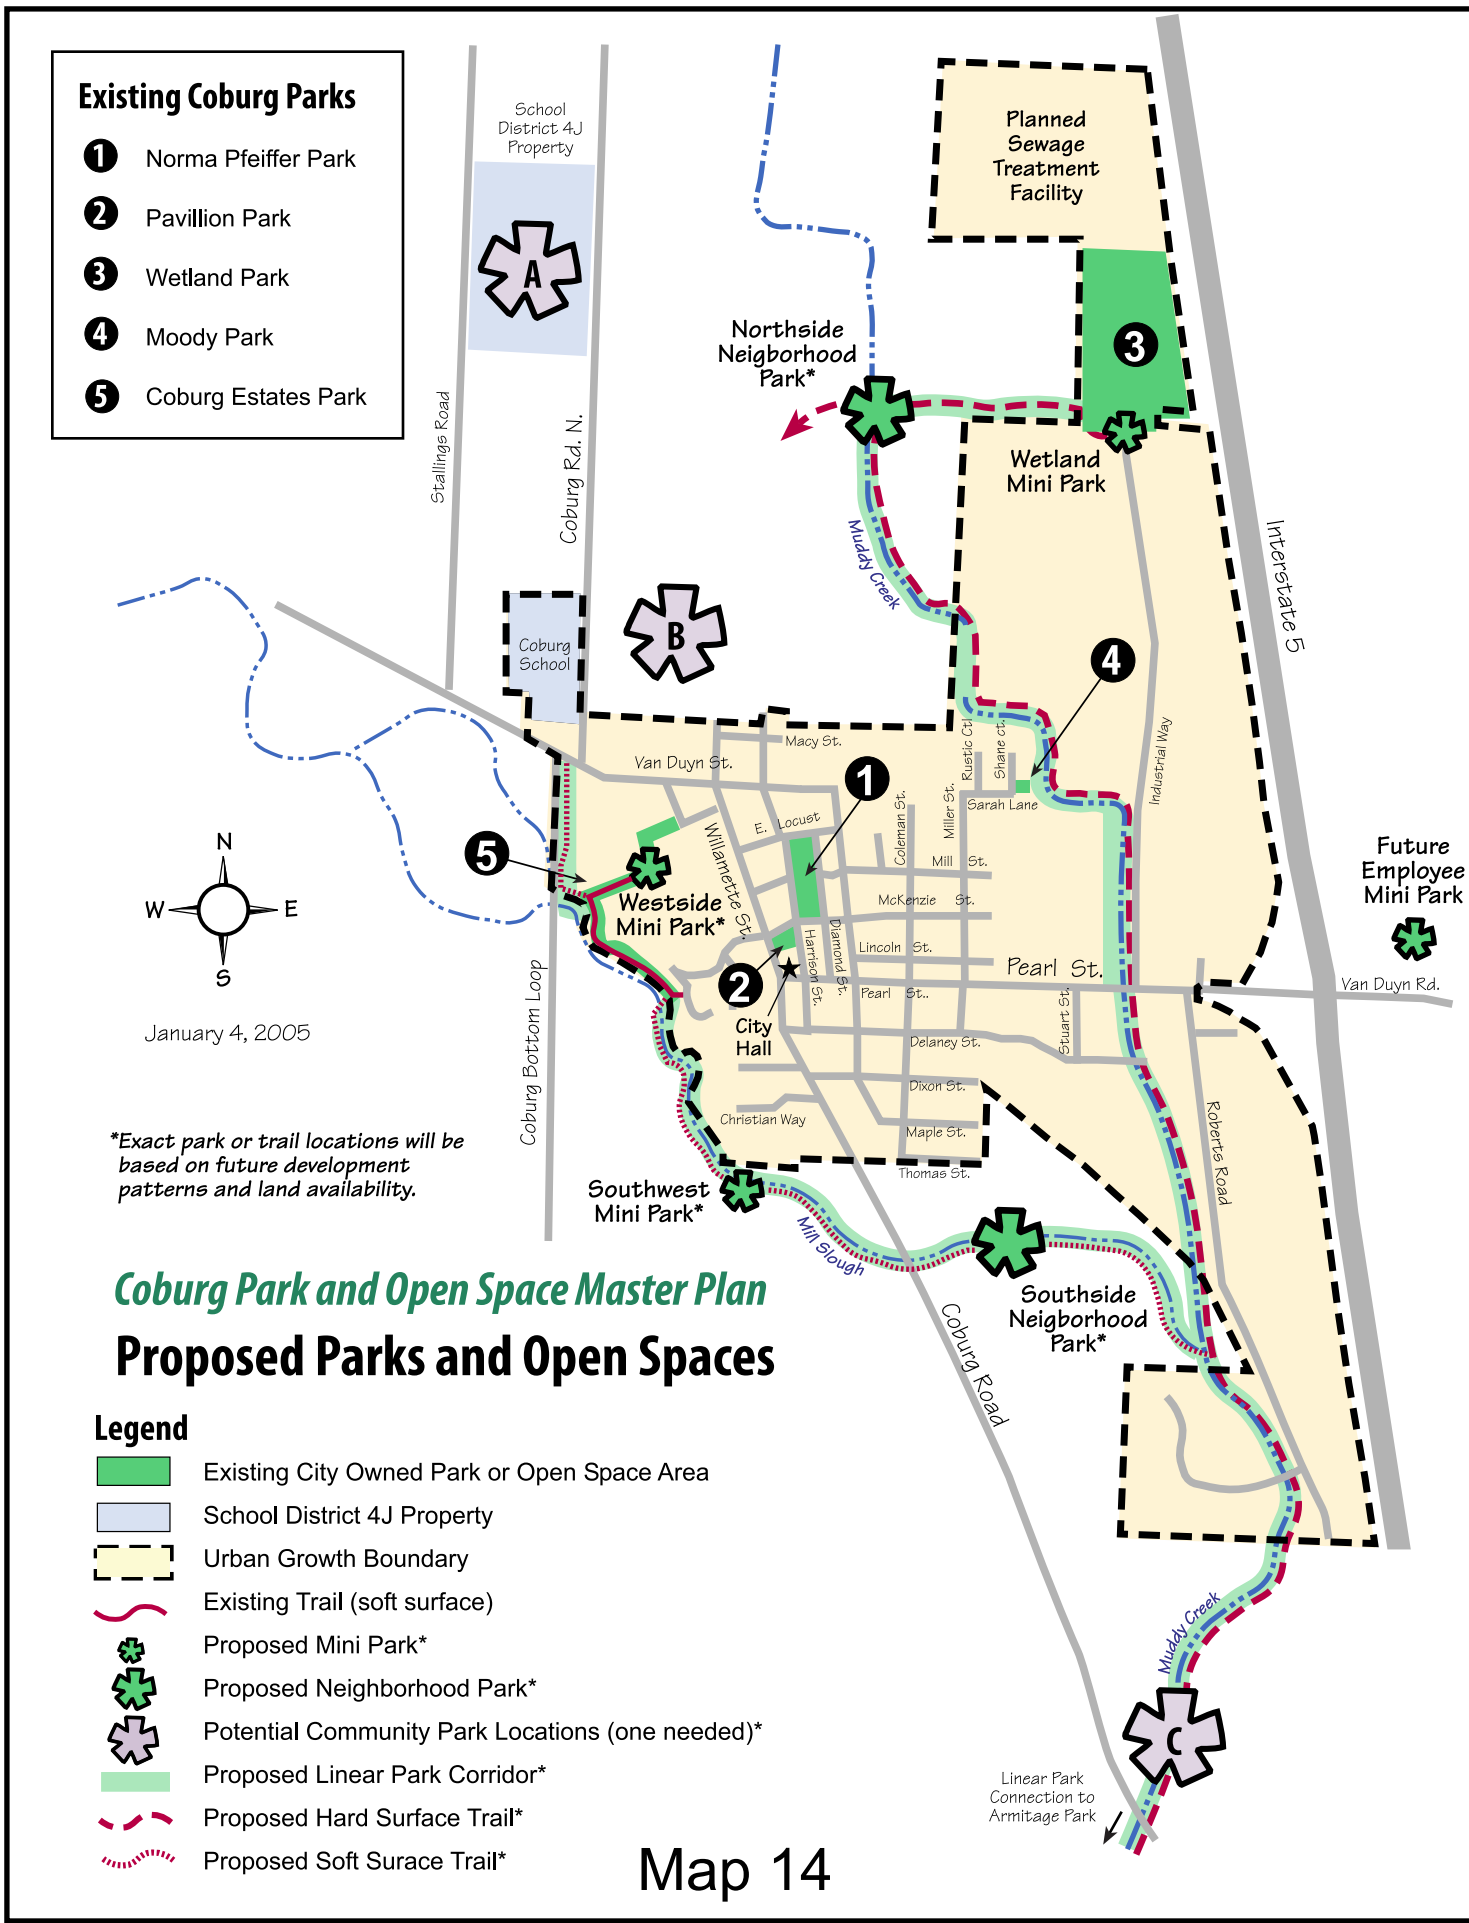 Existing Coburg Parks
1 Norma Pfeiffer Park
2 Pavillion Park
3 Wetland Park
4 Moody Park
5 Coburg Estates Park
School
District 4J
Property
A
Planned
Sewage
Treatment
Facility
Northside
Neigborhood
Park*
3
Wetland
Mini Park
Stallings Road
Coburg Rd. N.
Muddy Creek
Interstate 5
Coburg
School
B
4
Macy St.
Van Duyn St.
Rustic Ct.
Shane ct.
Industrial Way
1
E. Locust
Sarah Lane
Miller St.
Coleman St.
Willamette St.
5
Mill St.
Westside
Mini Park*
McKenzie St.
Harrison St.
Diamond St.
Lincoln St.
Pearl St.
Future
Employee
Mini Park
N
W E
S
2
Pearl St..
Van Duyn Rd.
City
Hall
Stuart St.
Delaney St.
January 4, 2005
Coburg Bottom Loop
Dixon St.
Christian Way
Maple St.
Roberts Road
*Exact park or trail locations will be
based on future development
patterns and land availability.
Thomas St.
Southwest
Mini Park*
Mill Slough
Southside
Neigborhood
Park*
Coburg Road
Coburg Park and Open Space Master Plan
Proposed Parks and Open Spaces
Legend
Existing City Owned Park or Open Space Area
School District 4J Property
Urban Growth Boundary
Existing Trail (soft surface)
Proposed Mini Park*
Proposed Neighborhood Park*
Potential Community Park Locations (one needed)*
Proposed Linear Park Corridor*
Proposed Hard Surface Trail*
Proposed Soft Surace Trail*
Muddy Creek
C
Linear Park
Connection to
Armitage Park
Map 14